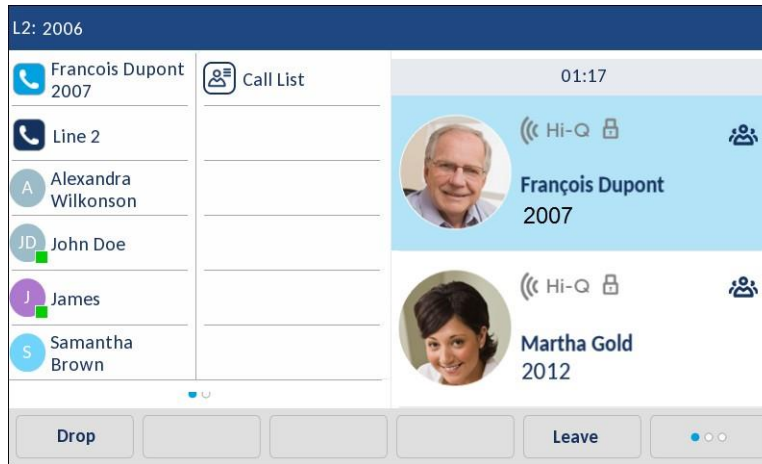 L2: 2006
Francois Dupont
2007
Line 2
A
Alexandra
Wilkonson
JD
John Doe
J
James
S
Samantha
Brown
Call List
01:17
Hi-Q
François Dupont
2007
Hi-Q
Martha Gold
2012
Drop
Leave